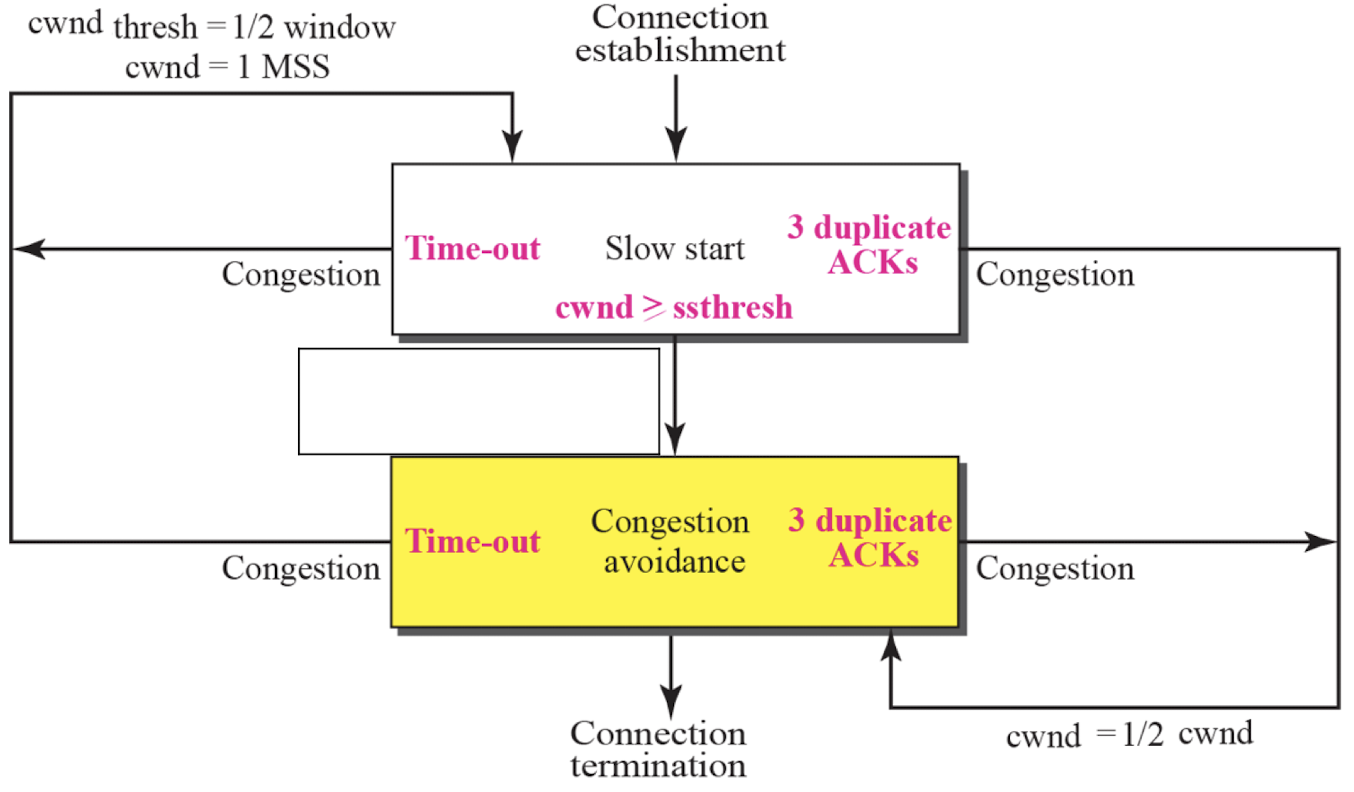 cwnd thresh = 1/2 window
cwnd = 1 MSS
Connection
establishment
Time-out
Slow start
3 duplicate
ACKs
Congestion
Congestion
cwnd ≥ ssthresh
Time-out
Congestion
avoidance
3 duplicate
ACKs
Congestion
Congestion
Connection
termination
cwnd = 1/2 cwnd